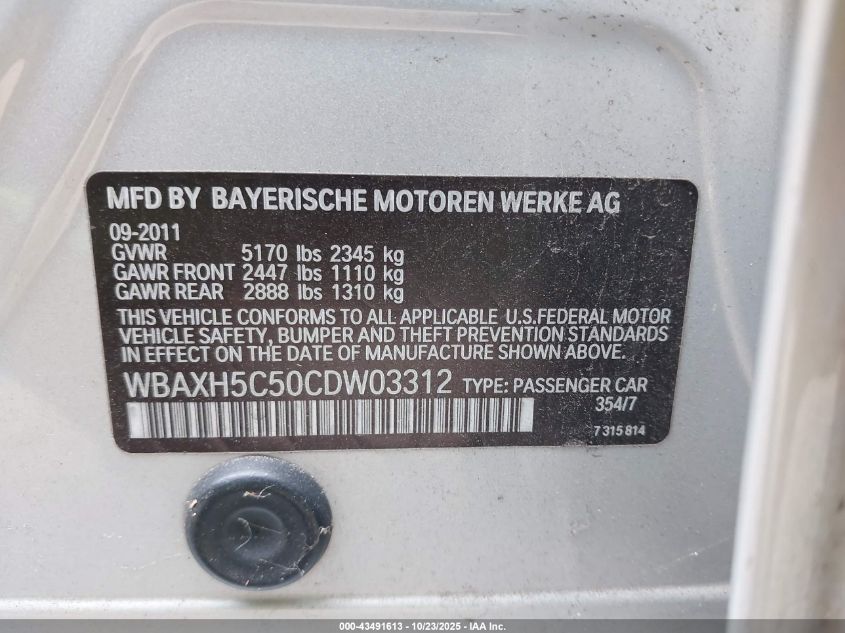 MFD BY BAYERISCHE MOTOREN WERKE AG
09-2011
GVWR 5170 lbs 2345 kg
GAWR FRONT 2447 lbs 1110 kg
GAWR REAR 2888 lbs 1310 kg
THIS VEHICLE CONFORMS TO ALL APPLICABLE U.S.FEDERAL MOTOR
VEHICLE SAFETY, BUMPER AND THEFT PREVENTION STANDARDS
IN EFFECT ON THE DATE OF MANUFACTURE SHOWN ABOVE.
WBAXH5C50CDW03312 TYPE: PASSENGER CAR
354/7
7 315 814
000-43491613 - 10/23/2025 - IAA Inc.